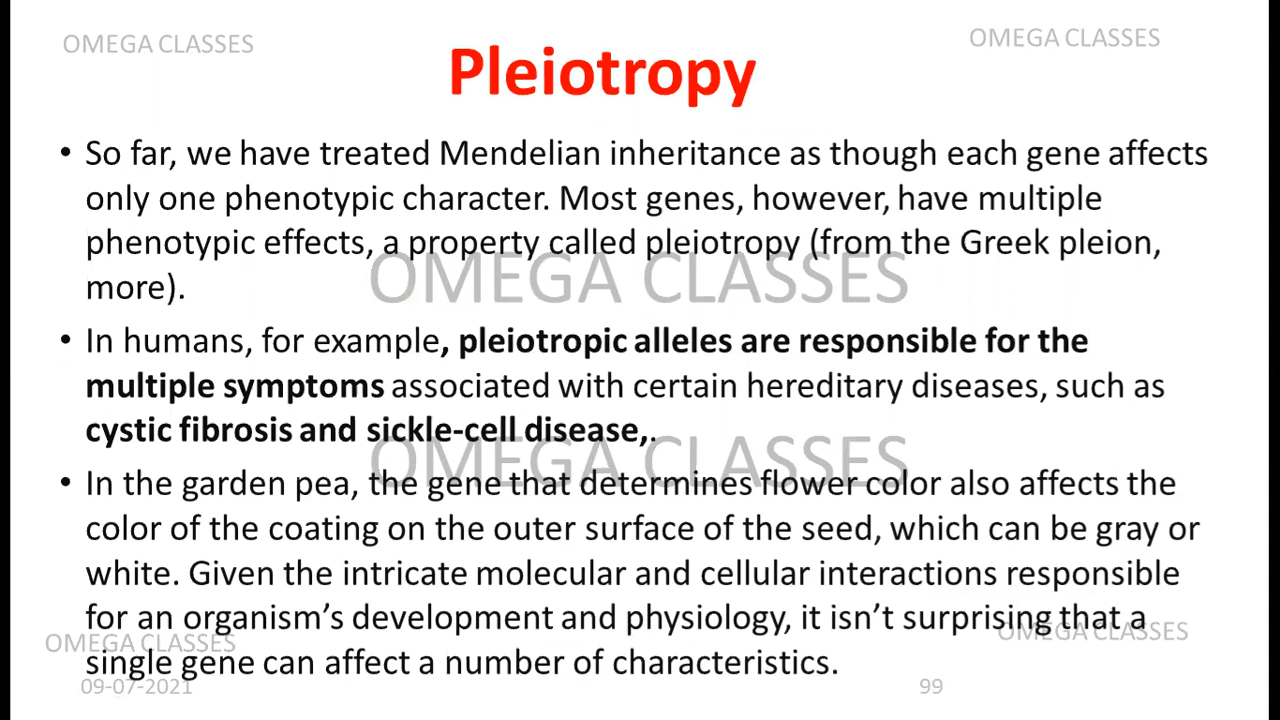 OMEGA CLASSES
OMEGA CLASSES
Pleiotropy
• So far, we have treated Mendelian inheritance as though each gene affects
only one phenotypic character. Most genes, however, have multiple
phenotypic effects, a property called pleiotropy (from the Greek pleion,
OMEGA CLASSES
more).
• In humans, for example, pleiotropic alleles are responsible for the
multiple symptoms associated with certain hereditary diseases, such as
cystic fibrosis and sickle-cell disease,.
OMEGA CLASSES
• In the garden pea, the gene that determines flower color also affects the
color of the coating on the outer surface of the seed, which can be gray or
white. Given the intricate molecular and cellular interactions responsible
for an organism’s development and physiology, it isn’t surprising that a
OMEGA CLASSES
OMEGA CLASSES
single gene can affect a number of characteristics.
09-07-2021
99